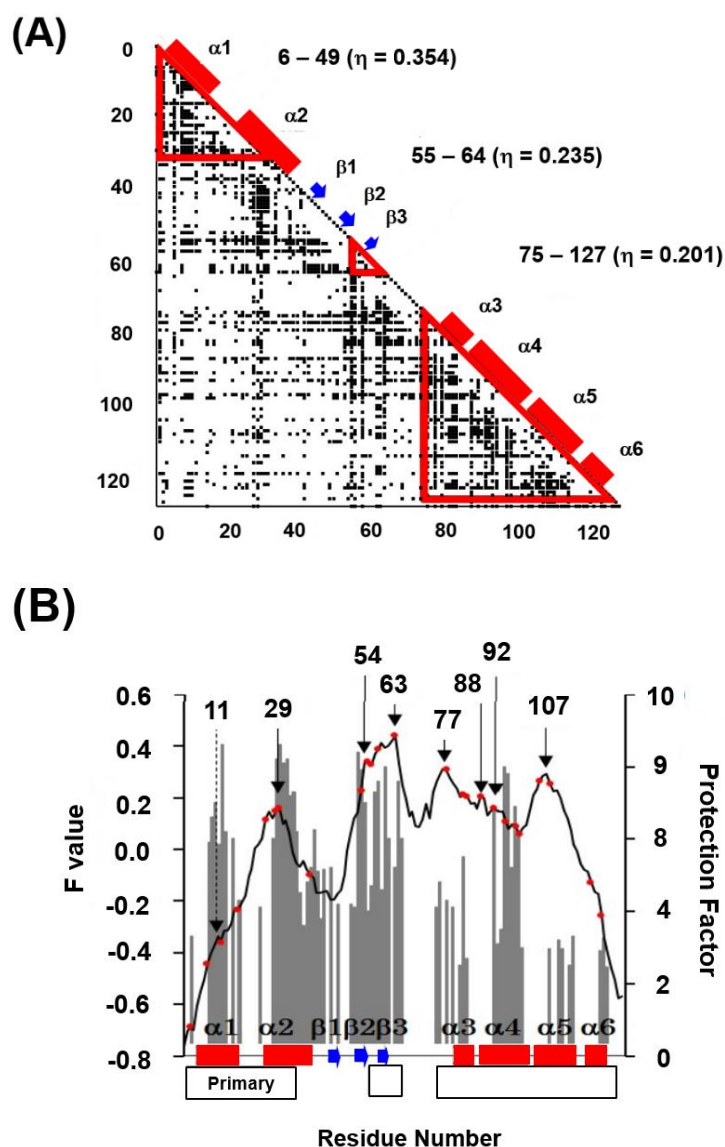 (A)
0
20
40
60
80
100
120
0 20 40 60 80 100 120
α1
α2
β1
β2
β3
α3
α4
α5
α6
6 – 49 (η = 0.354)
55 – 64 (η = 0.235)
75 – 127 (η = 0.201)
(B)
F value
0.6
0.4
0.2
0.0
-0.2
-0.4
-0.6
-0.8
11
29
54
63
77
88
92
107
10
9
8
4
2
0
Protection Factor
α1 α2 β1 β2 β3 α3 α4 α5 α6
Primary
Residue Number